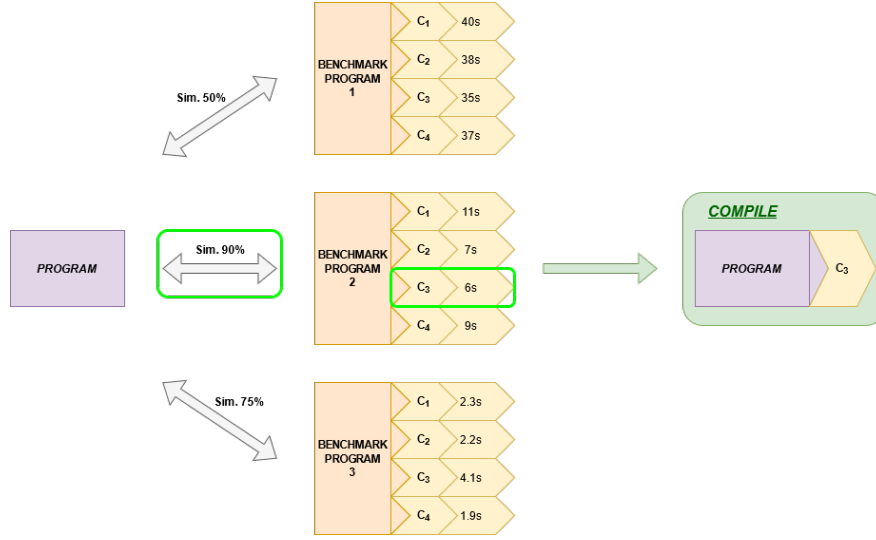 Sim. 50%
BENCHMARK
PROGRAM
1
C₁ 40s
C₂ 38s
C₃ 35s
C₄ 37s
PROGRAM
Sim. 90%
BENCHMARK
PROGRAM
2
C₁ 11s
C₂ 7s
C₃ 6s
C₄ 9s
COMPILE
PROGRAM C₃
Sim. 75%
BENCHMARK
PROGRAM
3
C₁ 2.3s
C₂ 2.2s
C₃ 4.1s
C₄ 1.9s